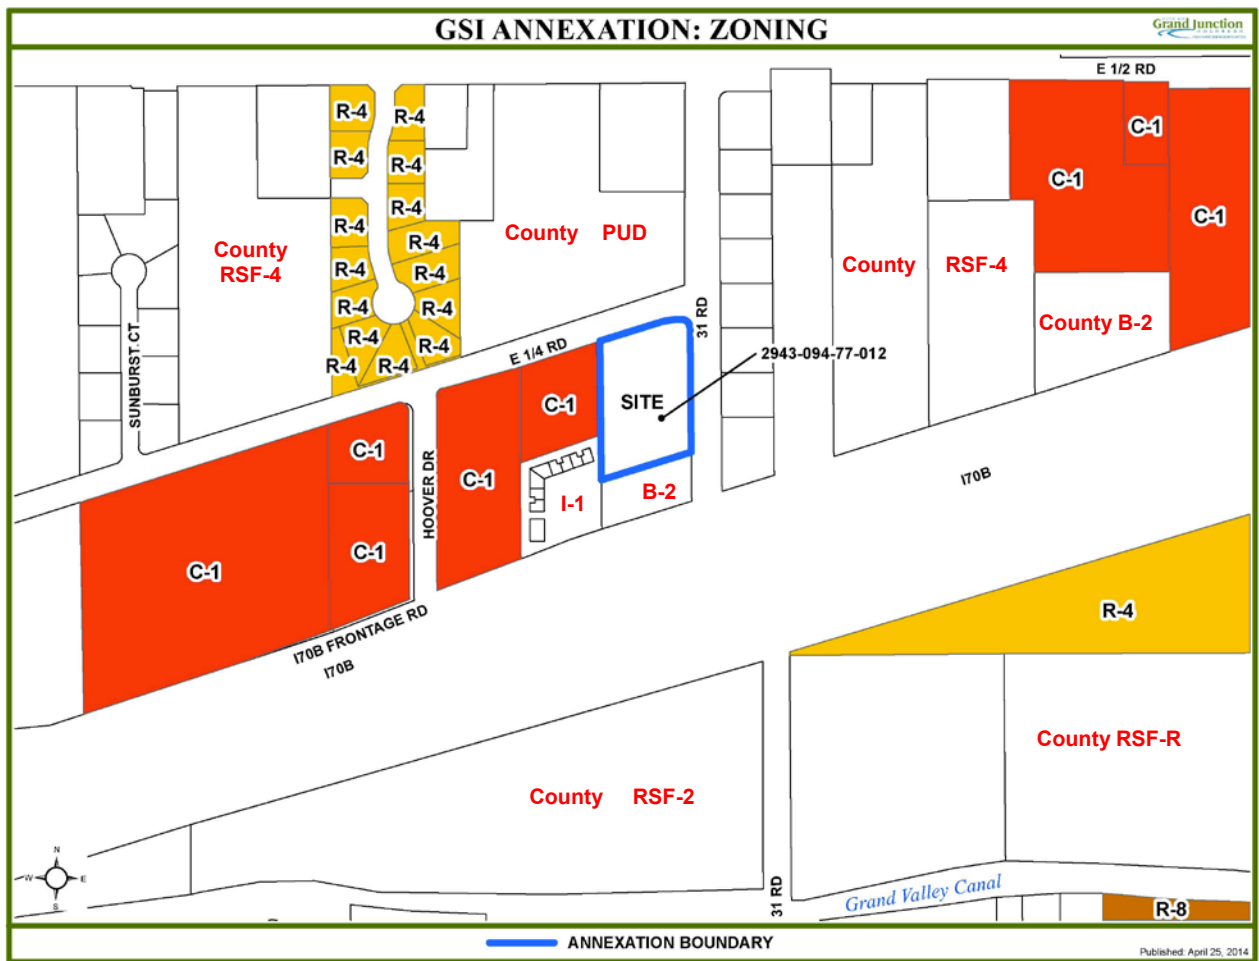 GSI ANNEXATION: ZONING
Grand Junction
COLORADO
E 1/2 RD
R-4
R-4
C-1
R-4
R-4
C-1
R-4
C-1
R-4
County PUD
R-4
County
RSF-4
R-4
R-4
County RSF-4
R-4
R-4
31 RD
County B-2
R-4
R-4
E 1/4 RD
2943-094-77-012
R-4
R-4
SUNBURST CT
SITE
C-1
C-1
HOOVER DR
C-1
I70B
B-2
I-1
C-1
C-1
R-4
I70B FRONTAGE RD
I70B
County RSF-R
County RSF-2
N
W
E
S
31 RD
Grand Valley Canal
R-8
ANNEXATION BOUNDARY
Published: April 25, 2014